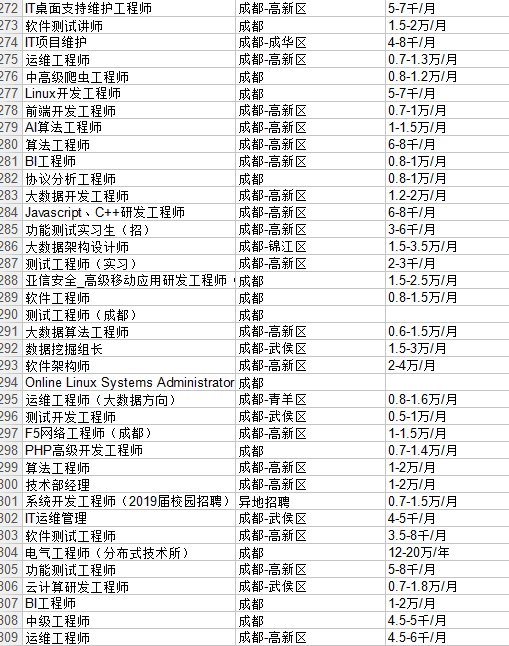 272 IT桌面支持维护工程师 成都-高新区 5-7千/月
273 软件测试讲师 成都 1.5-2万/月
274 IT项目维护 成都-成华区 4-8千/月
275 运维工程师 成都-高新区 0.7-1.3万/月
276 中高级爬虫工程师 成都 0.8-1.2万/月
277 Linux开发工程师 成都 5-7千/月
278 前端开发工程师 成都-高新区 0.7-1万/月
279 AI算法工程师 成都-高新区 1-1.5万/月
280 算法工程师 成都-高新区 6-8千/月
281 BI工程师 成都-高新区 0.8-1万/月
282 协议分析工程师 成都 0.8-1万/月
283 大数据开发工程师 成都-高新区 1.2-2万/月
284 Javascript、C++研发工程师 成都-高新区 6-8千/月
285 功能测试实习生（招） 成都-高新区 3-6千/月
286 大数据架构设计师 成都-锦江区 1.5-3.5万/月
287 测试工程师（实习） 成都-高新区 2-3千/月
288 亚信安全_高级移动应用研发工程师（ 成都 1.5-2.5万/月
289 软件工程师 成都 0.8-1.5万/月
290 测试工程师（成都） 成都
291 大数据算法工程师 成都-高新区 0.6-1.5万/月
292 数据挖掘组长 成都-武侯区 1.5-3万/月
293 软件架构师 成都-高新区 2-4万/月
294 Online Linux Systems Administrator 成都
295 运维工程师（大数据方向） 成都-青羊区 0.8-1.6万/月
296 测试开发工程师 成都-武侯区 0.5-1万/月
297 F5网络工程师（成都） 成都-高新区 1-1.5万/月
298 PHP高级开发工程师 成都 0.7-1.4万/月
299 算法工程师 成都-高新区 1-2万/月
300 技术部经理 成都-高新区 1-2万/月
301 系统开发工程师（2019届校园招聘） 异地招聘 0.7-1.5万/月
302 IT运维管理 成都-武侯区 4-5千/月
303 软件测试工程师 成都-高新区 3.5-8千/月
304 电气工程师（分布式技术所） 成都 12-20万/年
305 功能测试工程师 成都-高新区 5-8千/月
306 云计算研发工程师 成都-武侯区 0.7-1.8万/月
307 BI工程师 成都 1-2万/月
308 中级工程师 成都 4.5-5千/月
309 运维工程师 成都-高新区 4.5-6千/月